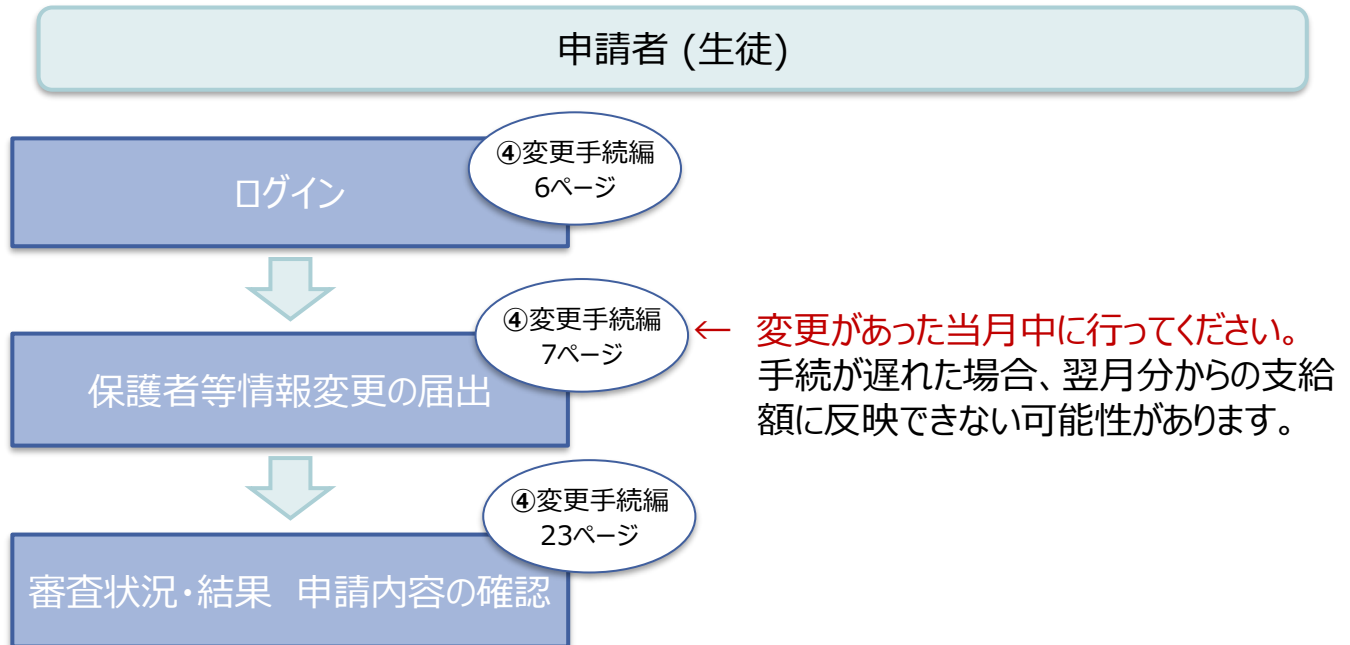 申請者 (生徒)
④変更手続編
6ページ
ログイン
④変更手続編
7ページ
← 変更があった当月中に行ってください。
手続が遅れた場合、翌月分からの支給
額に反映できない可能性があります。
保護者等情報変更の届出
④変更手続編
23ページ
審査状況・結果　申請内容の確認